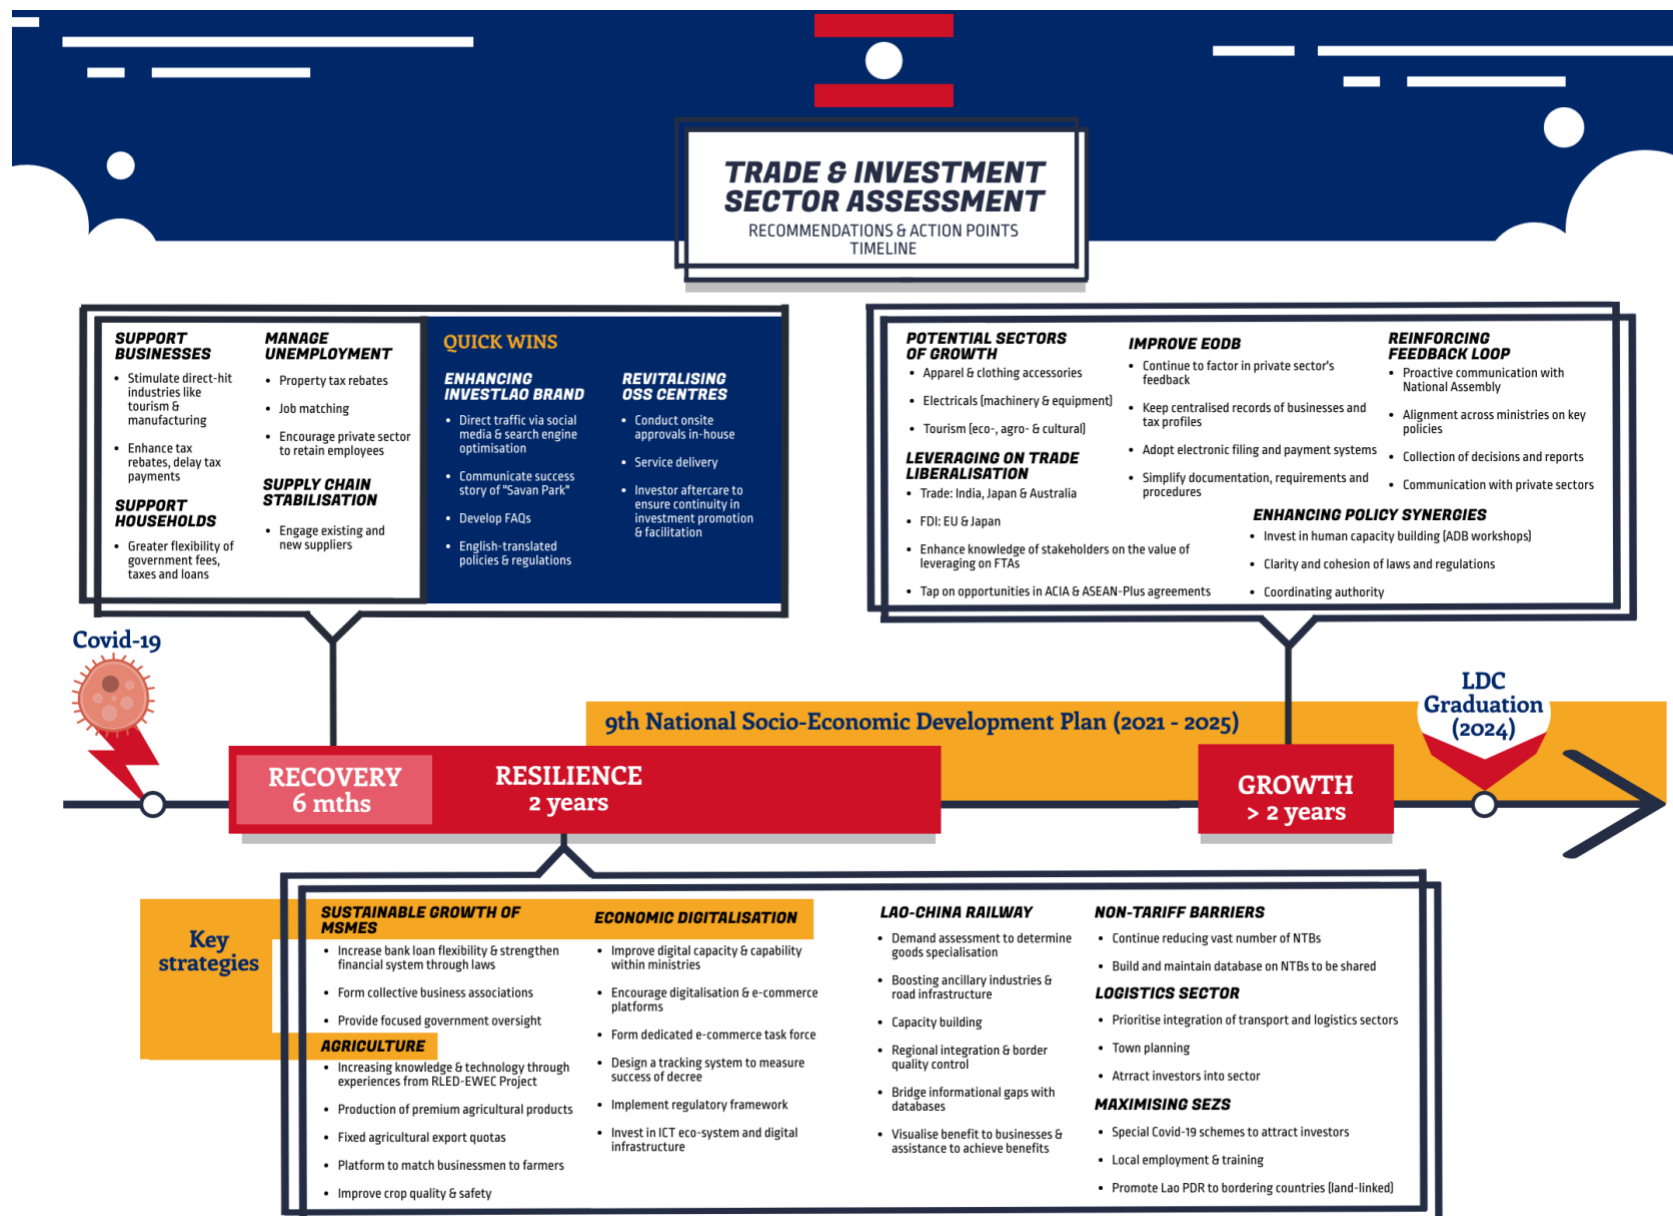 TRADE & INVESTMENT
SECTOR ASSESSMENT
RECOMMENDATIONS & ACTION POINTS
TIMELINE
SUPPORT
BUSINESSES
• Stimulate direct-hit
industries like
tourism &
manufacturing
• Enhance tax
rebates, delay tax
payments
SUPPORT
HOUSEHOLDS
• Greater flexibility of
government fees,
taxes and loans
MANAGE
UNEMPLOYMENT
• Property tax rebates
• Job matching
• Encourage private sector
to retain employees
SUPPLY CHAIN
STABILISATION
• Engage existing and
new suppliers
QUICK WINS
ENHANCING
INVESTLAO BRAND
• Direct traffic via social
media & search engine
optimisation
• Communicate success
story of "Savan Park"
• Develop FAQs
• English-translated
policies & regulations
REVITALISING
OSS CENTRES
• Conduct onsite
approvals in-house
• Service delivery
• Investor aftercare to
ensure continuity in
investment promotion
& facilitation
POTENTIAL SECTORS
OF GROWTH
• Apparel & clothing accessories
• Electricals (machinery & equipment)
• Tourism (eco-, agro- & cultural)
LEVERAGING ON TRADE
LIBERALISATION
• Trade: India, Japan & Australia
• FDI: EU & Japan
• Enhance knowledge of stakeholders on the value of
leveraging on FTAs
• Tap on opportunities in ACIA & ASEAN-Plus agreements
IMPROVE EODB
• Continue to factor in private sector's
feedback
• Keep centralised records of businesses and
tax profiles
• Adopt electronic filing and payment systems
• Simplify documentation, requirements and
procedures
REINFORCING
FEEDBACK LOOP
• Proactive communication with
National Assembly
• Alignment across ministries on key
policies
• Collection of decisions and reports
• Communication with private sectors
ENHANCING POLICY SYNERGIES
• Invest in human capacity building (ADB workshops)
• Clarity and cohesion of laws and regulations
• Coordinating authority
Covid-19
9th National Socio-Economic Development Plan (2021 - 2025)
LDC
Graduation
(2024)
RECOVERY
6 mths
RESILIENCE
2 years
GROWTH
> 2 years
Key
strategies
SUSTAINABLE GROWTH OF
MSMES
• Increase bank loan flexibility & strengthen
financial system through laws
• Form collective business associations
• Provide focused government oversight
AGRICULTURE
• Increasing knowledge & technology through
experiences from RLED-EWEC Project
• Production of premium agricultural products
• Fixed agricultural export quotas
• Platform to match businessmen to farmers
• Improve crop quality & safety
ECONOMIC DIGITALISATION
• Improve digital capacity & capability
within ministries
• Encourage digitalisation & e-commerce
platforms
• Form dedicated e-commerce task force
• Design a tracking system to measure
success of decree
• Implement regulatory framework
• Invest in ICT eco-system and digital
infrastructure
LAO-CHINA RAILWAY
• Demand assessment to determine
goods specialisation
• Boosting ancillary industries &
road infrastructure
• Capacity building
• Regional integration & border
quality control
• Bridge informational gaps with
databases
• Visualise benefit to businesses &
assistance to achieve benefits
NON-TARIFF BARRIERS
• Continue reducing vast number of NTBs
• Build and maintain database on NTBs to be shared
LOGISTICS SECTOR
• Prioritise integration of transport and logistics sectors
• Town planning
• Atrract investors into sector
MAXIMISING SEZS
• Special Covid-19 schemes to attract investors
• Local employment & training
• Promote Lao PDR to bordering countries (land-linked)